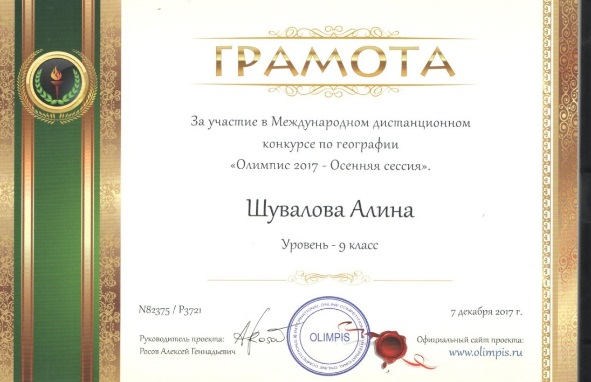 ГРАМОТА
За участие в Международном дистанционном
конкурсе по географии
«Олимпис 2017 - Осенняя сессия».
Шувалова Алина
Уровень - 9 класс
N82375 / P3721
7 декабря 2017 г.
Руководитель проекта:
Росов Алексей Геннадьевич
OLIMPIS
Официальный сайт проекта:
www.olimpis.ru